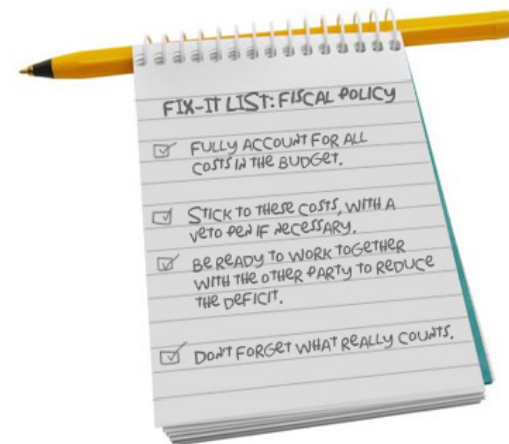 FIX-IT LIST: FISCAL POLICY
FULLY ACCOUNT FOR ALL
COSTS IN THE BUDGET.
STICK TO THESE COSTS, WITH A
VETO PEN IF NECESSARY.
BE READY TO WORK TOGETHER
WITH THE OTHER PARTY TO REDUCE
THE DEFICIT.
DON'T FORGET WHAT REALLY COUNTS.